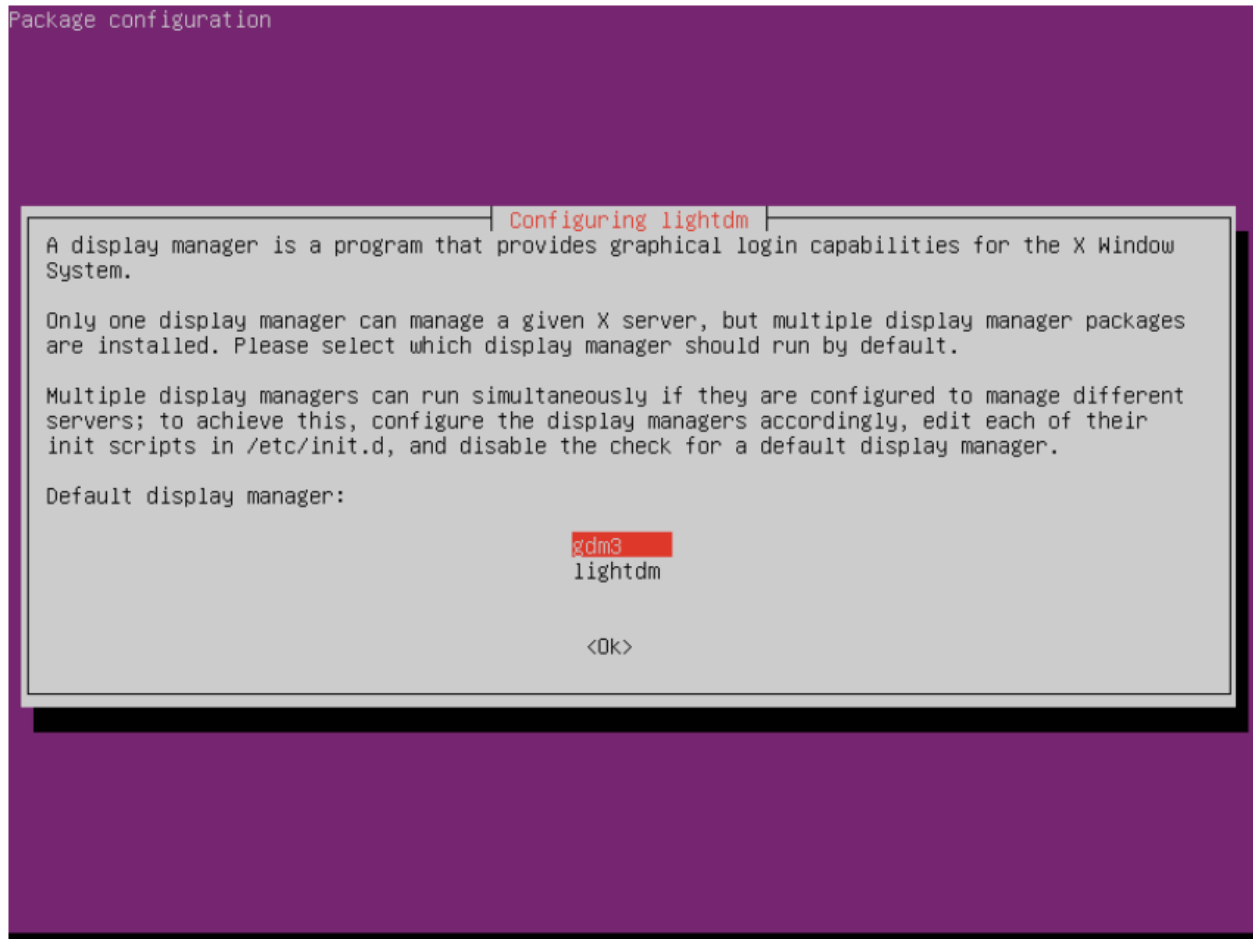 Package configuration
Configuring lightdm
A display manager is a program that provides graphical login capabilities for the X Window
System.
Only one display manager can manage a given X server, but multiple display manager packages
are installed. Please select which display manager should run by default.
Multiple display managers can run simultaneously if they are configured to manage different
servers; to achieve this, configure the display managers accordingly, edit each of their
init scripts in /etc/init.d, and disable the check for a default display manager.
Default display manager:
gdm3
lightdm
<Ok>